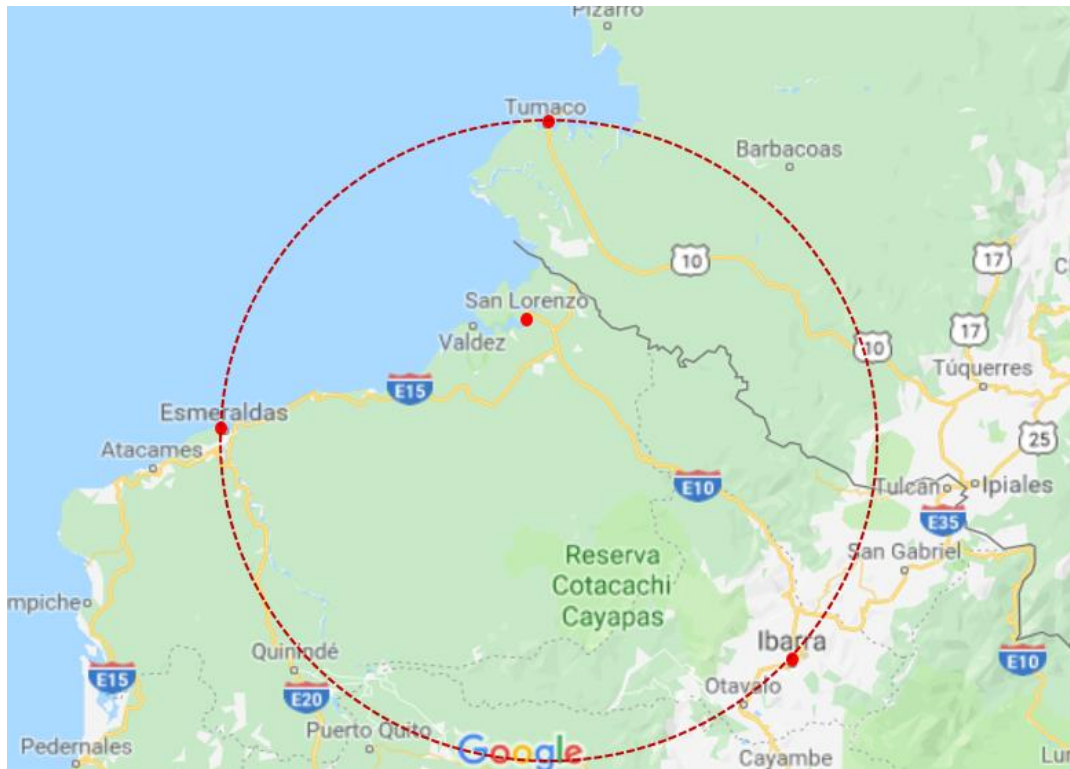 Pizarro
Tumaco
Barbacoas
10
17
San Lorenzo
Valdez
17
10
Túquerres
E15
Esmeraldas
25
Atacames
E10
Tulcán
Ipiales
E35
San Gabriel
Reserva
Cotacachi
Cayapas
mpiche
Ibarra
Quinindé
E10
E15
E20
Otavalo
Puerto Quito
Google
Pedernales
Cayambe